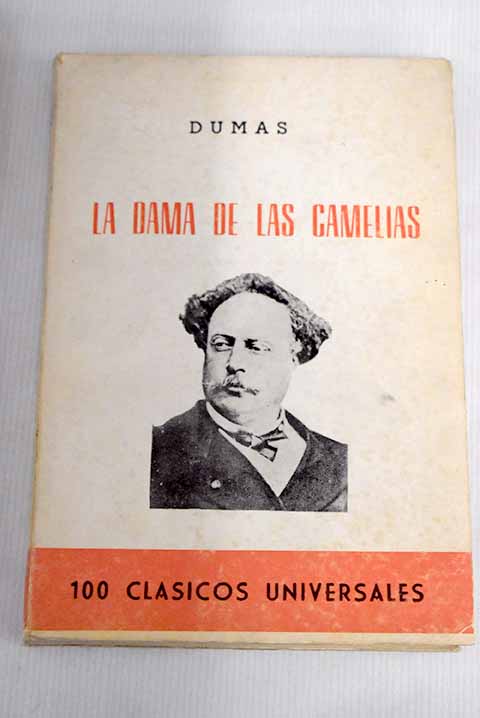 DUMAS
LA DAMA DE LAS CAMELIAS
100 CLASICOS UNIVERSALES